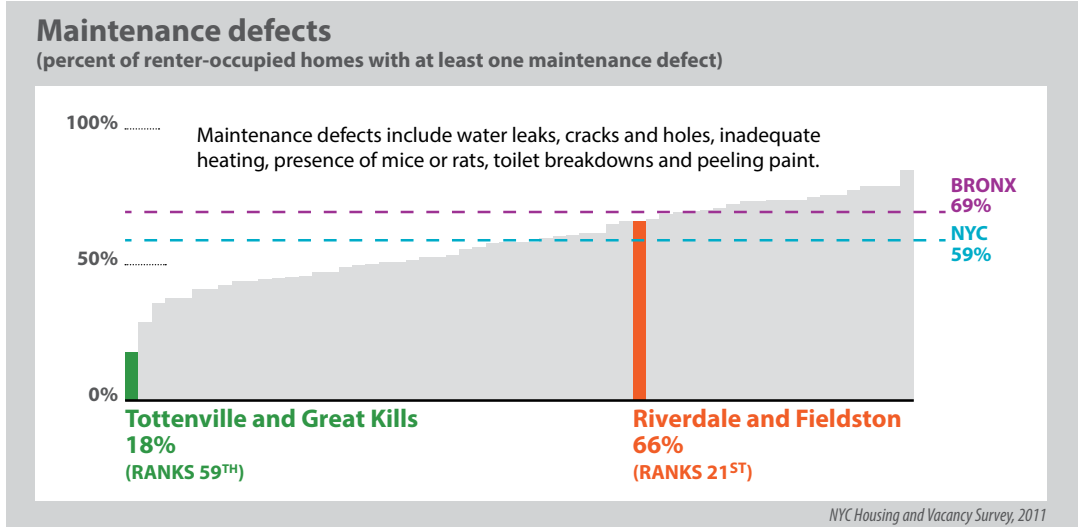 Maintenance defects
(percent of renter-occupied homes with at least one maintenance defect)
100%
Maintenance defects include water leaks, cracks and holes, inadequate
heating, presence of mice or rats, toilet breakdowns and peeling paint.
BRONX
69%
NYC
59%
50%
0%
Tottenville and Great Kills
18%
(RANKS 59TH)
Riverdale and Fieldston
66%
(RANKS 21ST)
NYC Housing and Vacancy Survey, 2011